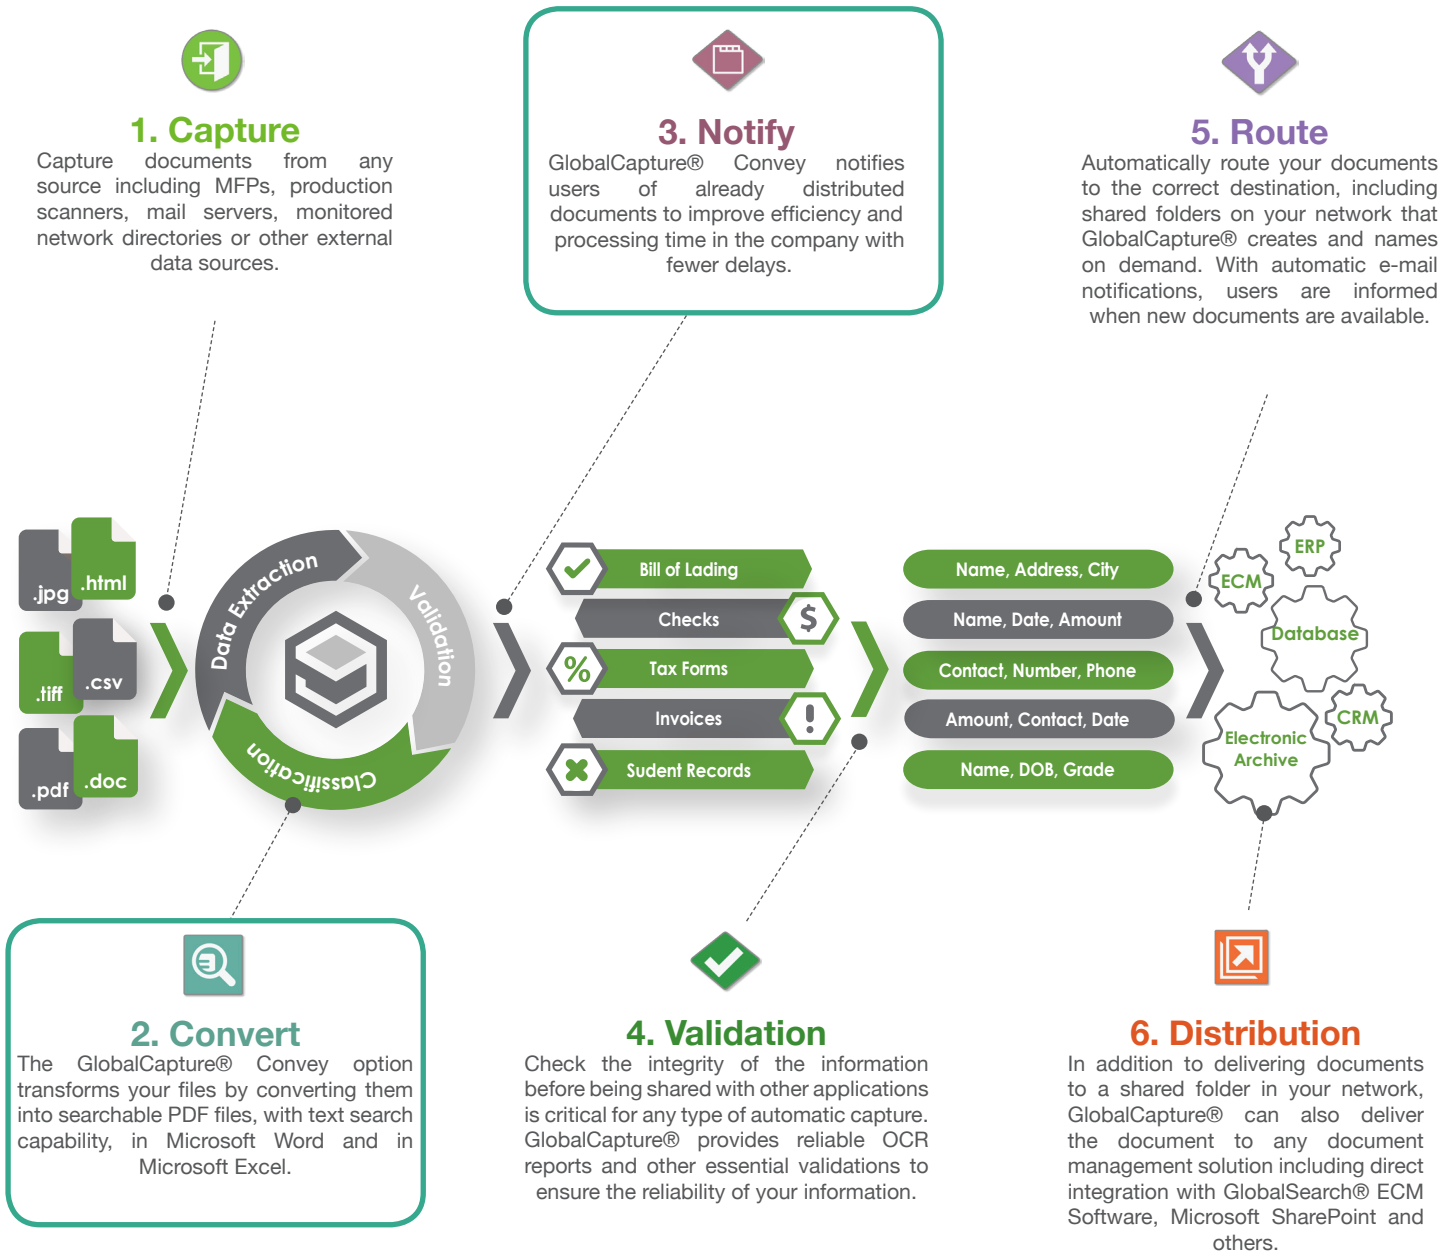 1. Capture
Capture documents from any
source including MFPs, production
scanners, mail servers, monitored
network directories or other external
data sources.
3. Notify
GlobalCapture® Convey notifies
users of already distributed
documents to improve efficiency and
processing time in the company with
fewer delays.
5. Route
Automatically route your documents
to the correct destination, including
shared folders on your network that
GlobalCapture® creates and names
on demand. With automatic e-mail
notifications, users are informed
when new documents are available.
.jpg
.html
.tiff
.csv
.pdf
.doc
Data Extraction
Validation
Classification
Bill of Lading
Checks
$
%
Tax Forms
Invoices
!
Sudent Records
Name, Address, City
Name, Date, Amount
Contact, Number, Phone
Amount, Contact, Date
Name, DOB, Grade
ERP
ECM
Database
CRM
Electronic
Archive
2. Convert
The GlobalCapture® Convey option
transforms your files by converting them
into searchable PDF files, with text search
capability, in Microsoft Word and in
Microsoft Excel.
4. Validation
Check the integrity of the information
before being shared with other applications
is critical for any type of automatic capture.
GlobalCapture® provides reliable OCR
reports and other essential validations to
ensure the reliability of your information.
6. Distribution
In addition to delivering documents
to a shared folder in your network,
GlobalCapture® can also deliver
the document to any document
management solution including direct
integration with GlobalSearch® ECM
Software, Microsoft SharePoint and
others.